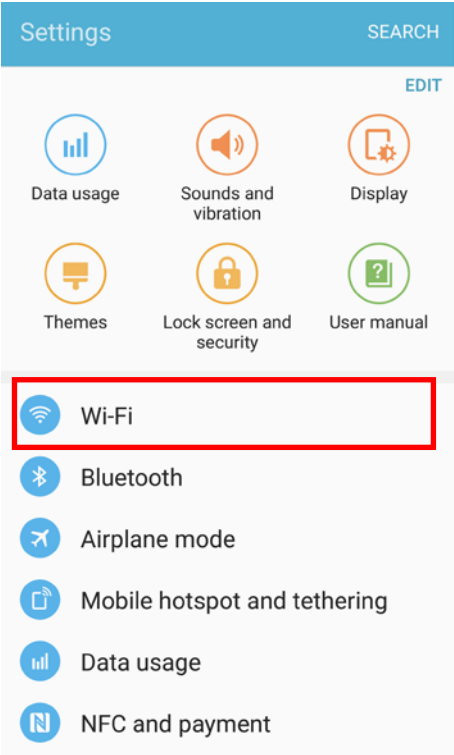 Settings SEARCH
EDIT
Data usage
Sounds and
vibration
Display
Themes
Lock screen and
security
User manual
Wi-Fi
Bluetooth
Airplane mode
Mobile hotspot and tethering
Data usage
NFC and payment